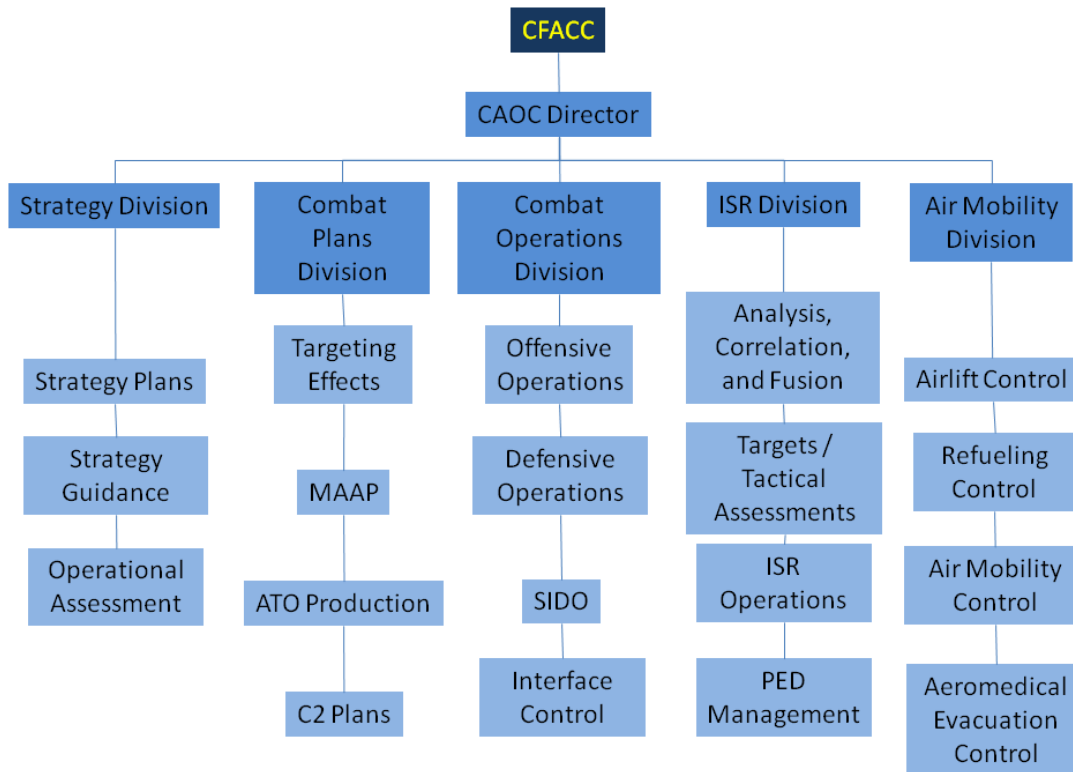 CFACC
CAOC Director
Strategy Division
Combat
Plans
Division
Combat
Operations
Division
ISR Division
Air Mobility
Division
Strategy Plans
Strategy
Guidance
Operational
Assessment
Targeting
Effects
MAAP
ATO Production
C2 Plans
Offensive
Operations
Defensive
Operations
SIDO
Interface
Control
Analysis,
Correlation,
and Fusion
Targets /
Tactical
Assessments
ISR
Operations
PED
Management
Airlift Control
Refueling
Control
Air Mobility
Control
Aeromedical
Evacuation
Control